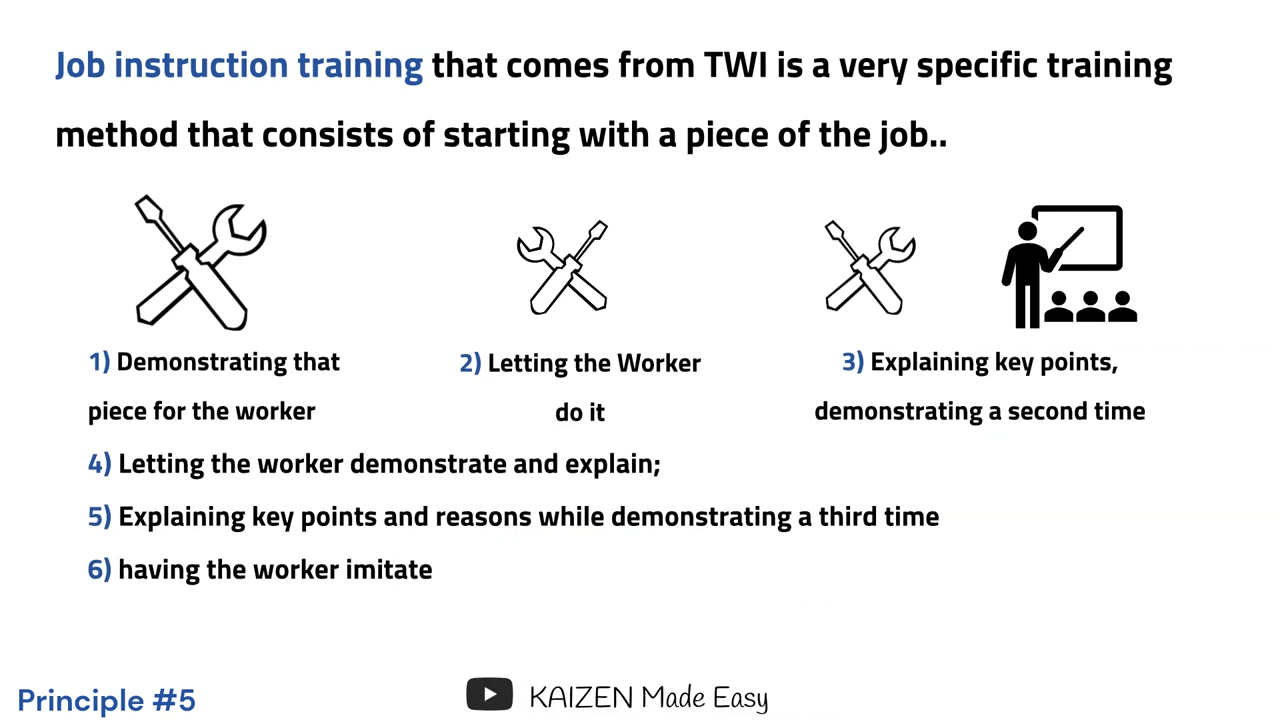 Job instruction training that comes from TWI is a very specific training
method that consists of starting with a piece of the job..
1) Demonstrating that
piece for the worker
2) Letting the Worker
do it
3) Explaining key points,
demonstrating a second time
4) Letting the worker demonstrate and explain;
5) Explaining key points and reasons while demonstrating a third time
6) having the worker imitate
Principle #5
KAIZEN Made Easy